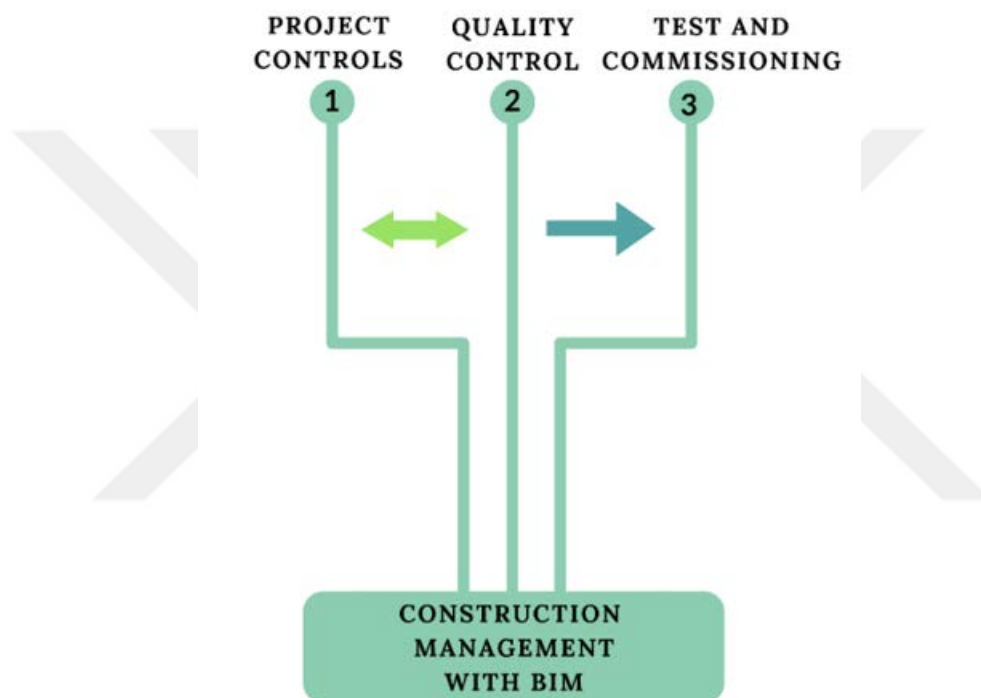 PROJECT
CONTROLS
QUALITY
CONTROL
TEST AND
COMMISSIONING
1
2
3
CONSTRUCTION
MANAGEMENT
WITH BIM